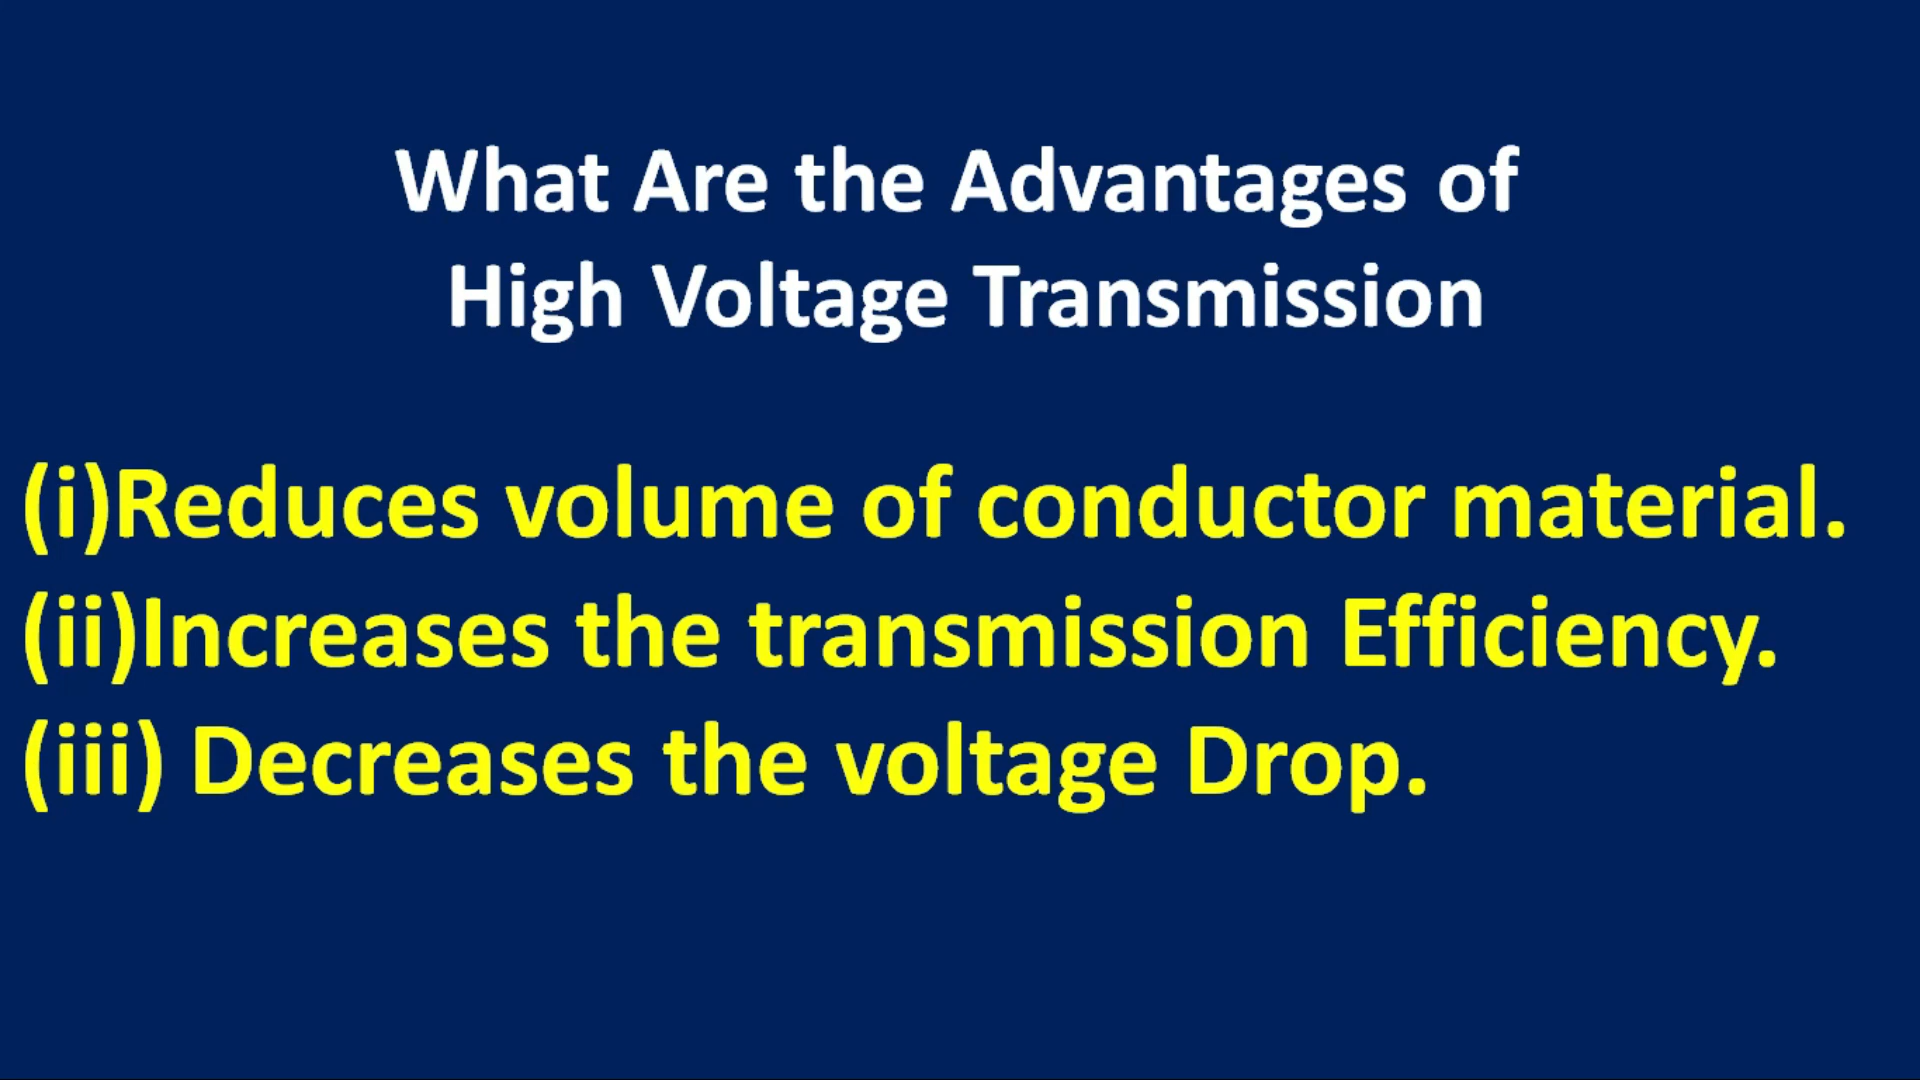 What Are the Advantages of
High Voltage Transmission
(i)Reduces volume of conductor material.
(ii)Increases the transmission Efficiency.
(iii) Decreases the voltage Drop.